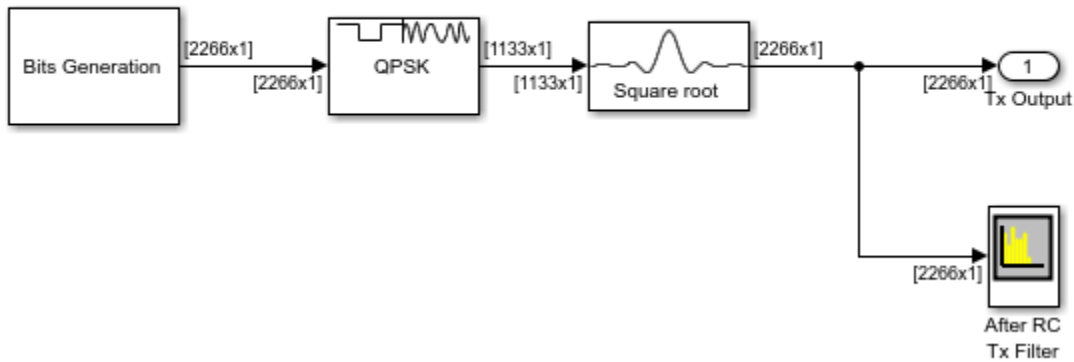 [2266x1]
[1133x1]
[2266x1]
Bits Generation
QPSK
1
[2266x1]
[1133x1]
Square root
[2266x1]
Tx Output
[2266x1]
After RC
Tx Filter